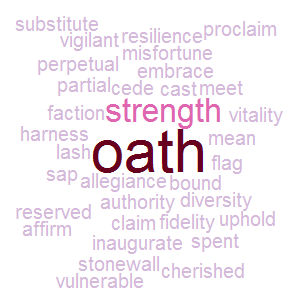 substitute
vigilant resilience proclaim
misfortune
perpetual embrace
partial cede cast meet
faction strength vitality
harness mean
lash oath flag
sap allegiance bound
authority diversity
reserved claim fidelity uphold
affirm
inaugurate spent
stonewall cherished
vulnerable